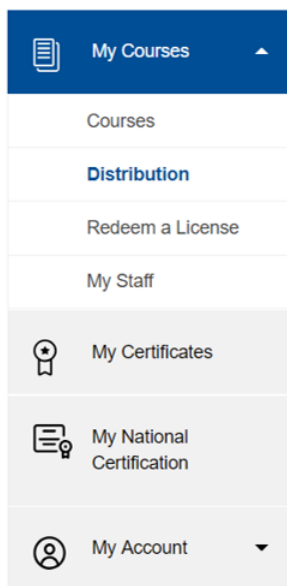 My Courses
Courses
Distribution
Redeem a License
My Staff
My Certificates
My National
Certification
My Account